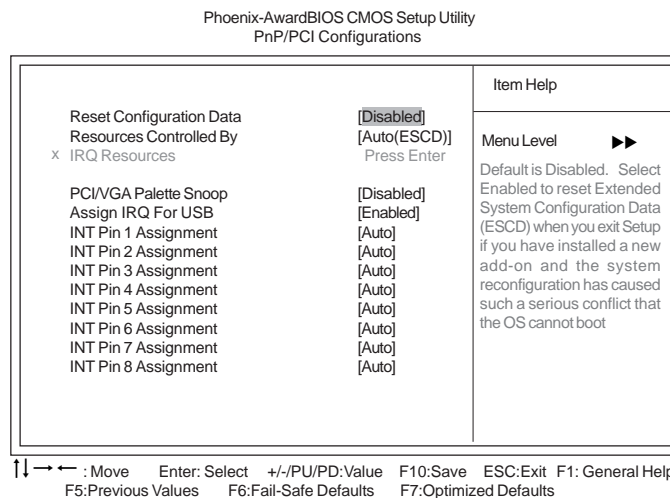 Phoenix-AwardBIOS CMOS Setup Utility
PnP/PCI Configurations
Reset Configuration Data [Disabled]
Resources Controlled By [Auto(ESCD)]
x IRQ Resources Press Enter
PCI/VGA Palette Snoop [Disabled]
Assign IRQ For USB [Enabled]
INT Pin 1 Assignment [Auto]
INT Pin 2 Assignment [Auto]
INT Pin 3 Assignment [Auto]
INT Pin 4 Assignment [Auto]
INT Pin 5 Assignment [Auto]
INT Pin 6 Assignment [Auto]
INT Pin 7 Assignment [Auto]
INT Pin 8 Assignment [Auto]
Item Help
Menu Level ▶▶
Default is Disabled. Select
Enabled to reset Extended
System Configuration Data
(ESCD) when you exit Setup
if you have installed a new
add-on and the system
reconfiguration has caused
such a serious conflict that
the OS cannot boot
↑↓→← : Move Enter: Select +/-/PU/PD:Value F10:Save ESC:Exit F1: General Help
F5:Previous Values F6:Fail-Safe Defaults F7:Optimized Defaults